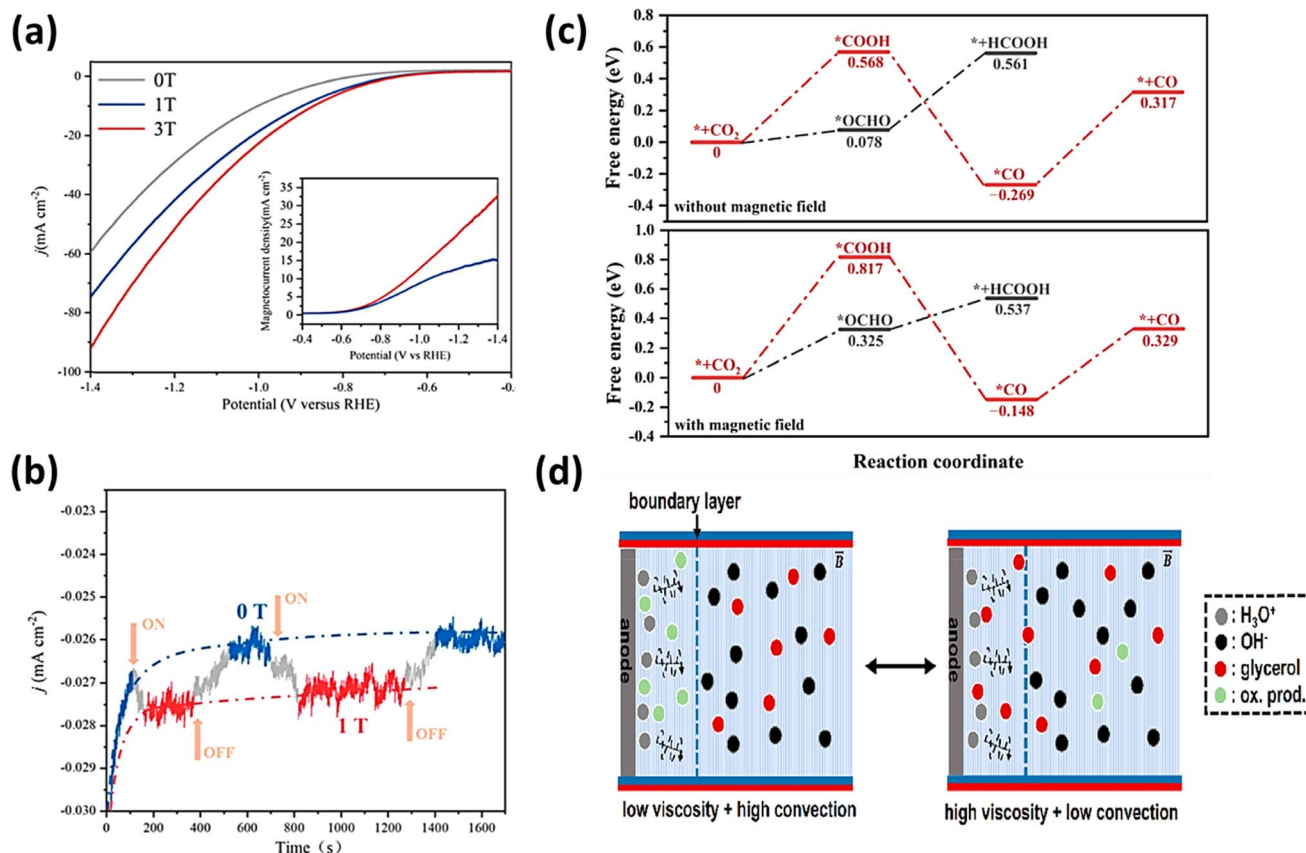 (a)
0T
1T
3T
j(mA cm⁻²)
0
-20
-40
-60
-80
-100
-1.4
-1.2
-1.0
-0.8
-0.
Potential (V versus RHE)
Magnetocurrent density(mA cm⁻²)
35
30
25
20
15
10
5
0
-0.4
-0.6
-0.8
-1.0
-1.2
-1.4
Potential (V vs RHE)
(c)
Free energy (eV)
0.8
0.6
0.4
0.2
0.0
-0.2
-0.4
*+CO₂
0
*COOH
0.568
*OCHO
0.078
*+HCOOH
0.561
*CO
−0.269
*+CO
0.317
without magnetic field
Free energy (eV)
1.0
0.8
0.6
0.4
0.2
0.0
-0.2
-0.4
*+CO₂
0
*COOH
0.817
*OCHO
0.325
*+HCOOH
0.537
*CO
−0.148
*+CO
0.329
with magnetic field
Reaction coordinate
(b)
j (mA cm⁻²)
-0.023
-0.024
-0.025
-0.026
-0.027
-0.028
-0.029
-0.030
ON
0 T
ON
OFF
1 T
OFF
0
200
400
600
800
1000
1200
1400
1600
Time (s)
(d)
boundary layer
B
anode
low viscosity + high convection
B
anode
high viscosity + low convection
: H₃O⁺
: OH⁻
: glycerol
: ox. prod.